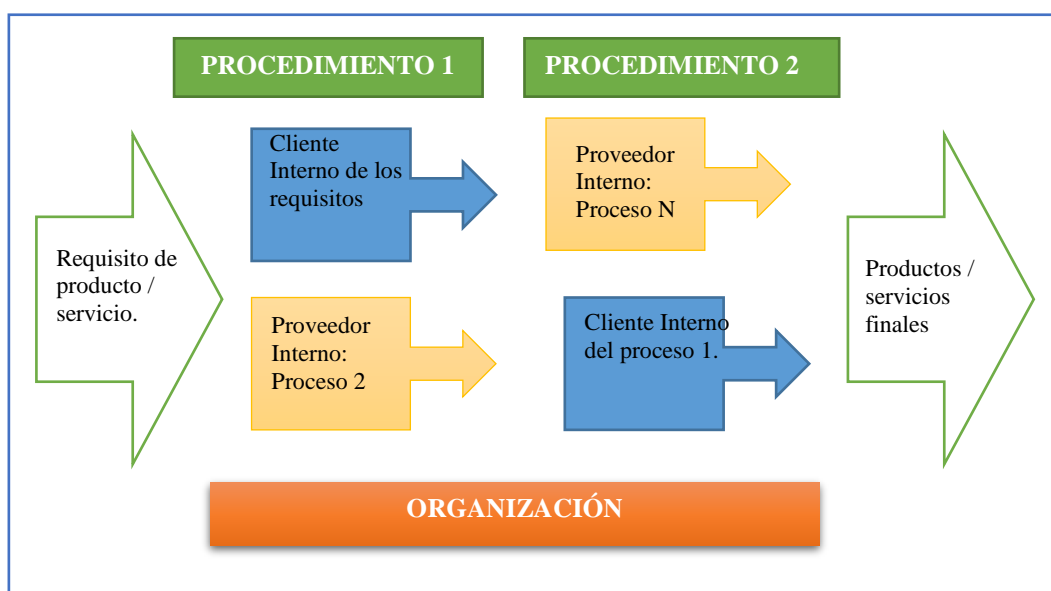 PROCEDIMIENTO 1
PROCEDIMIENTO 2
Requisito de
producto /
servicio.
Cliente
Interno de los
requisitos
Proveedor
Interno:
Proceso 2
Proveedor
Interno:
Proceso N
Cliente Interno
del proceso 1.
Productos /
servicios
finales
ORGANIZACIÓN